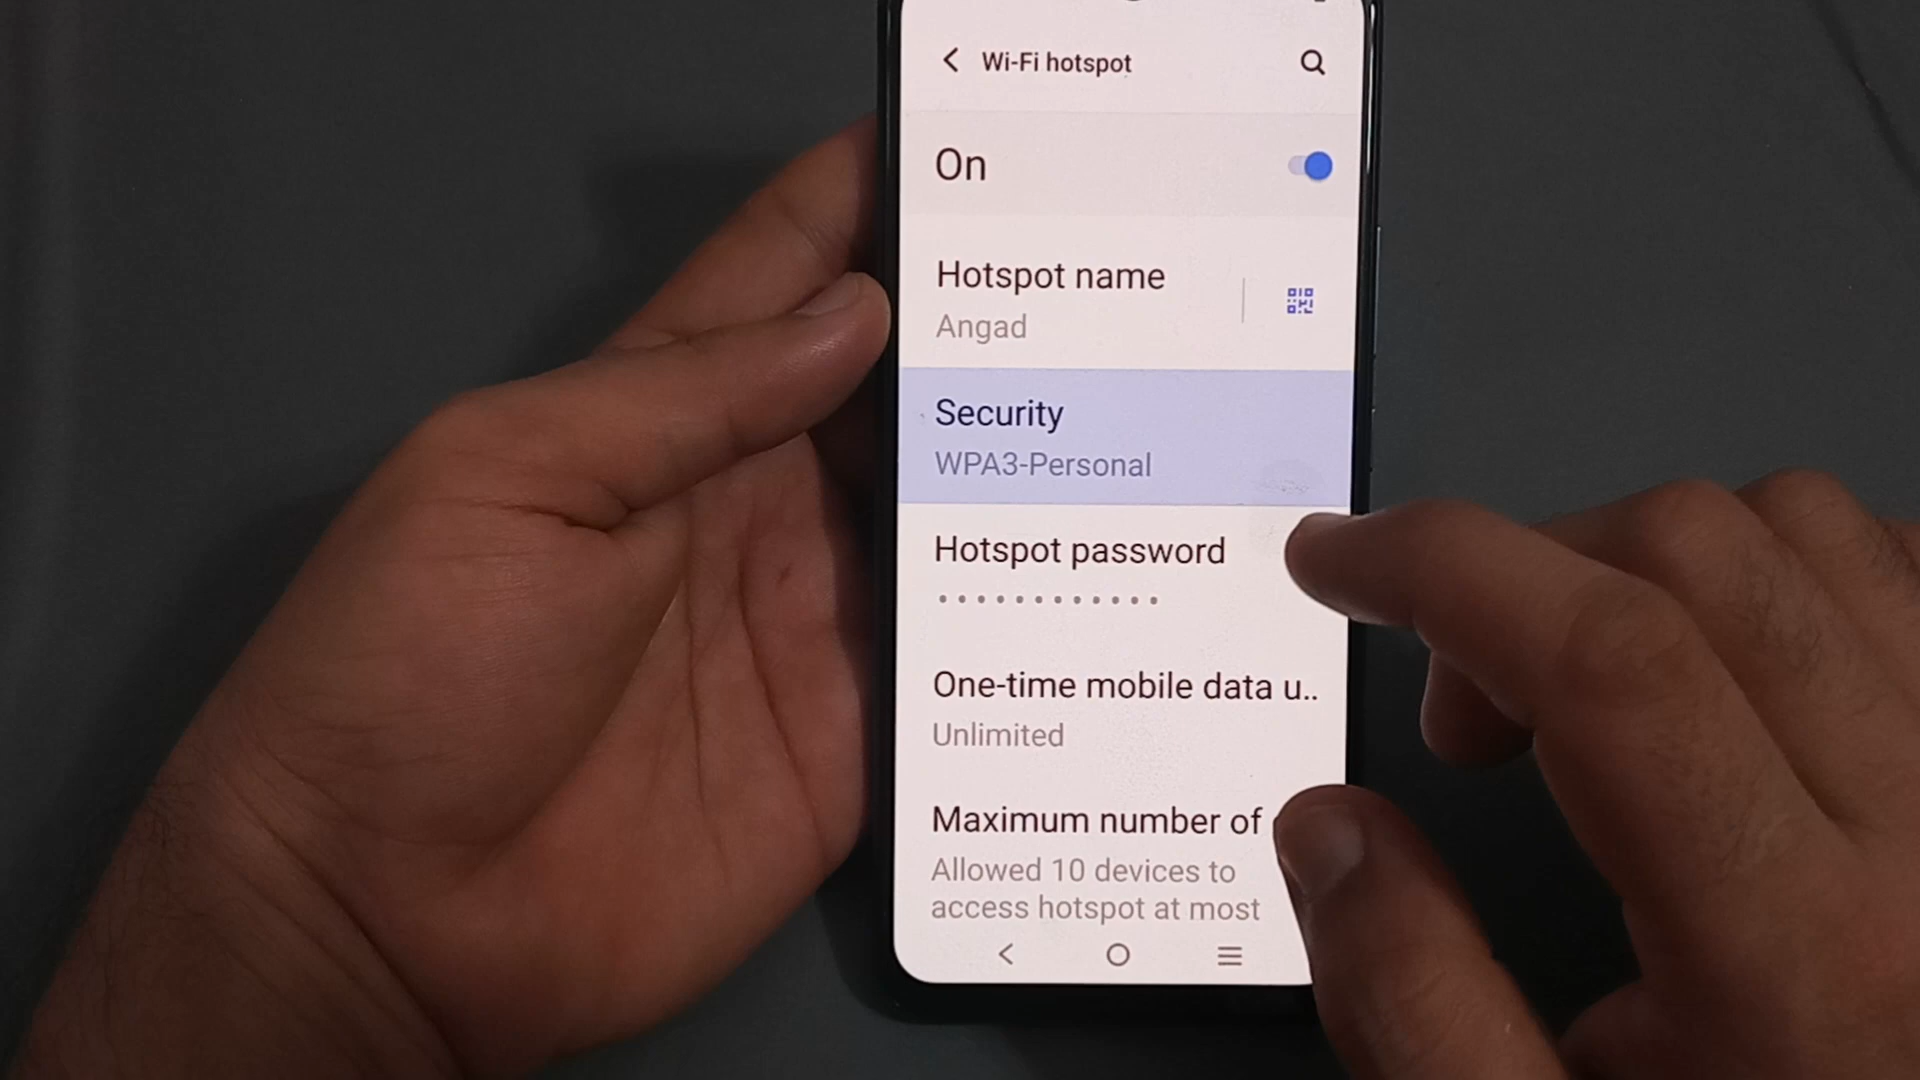 Wi-Fi hotspot
On
Hotspot name
Angad
Security
WPA3-Personal
Hotspot password
••••••••••••
One-time mobile data u..
Unlimited
Maximum number of
Allowed 10 devices to
access hotspot at most